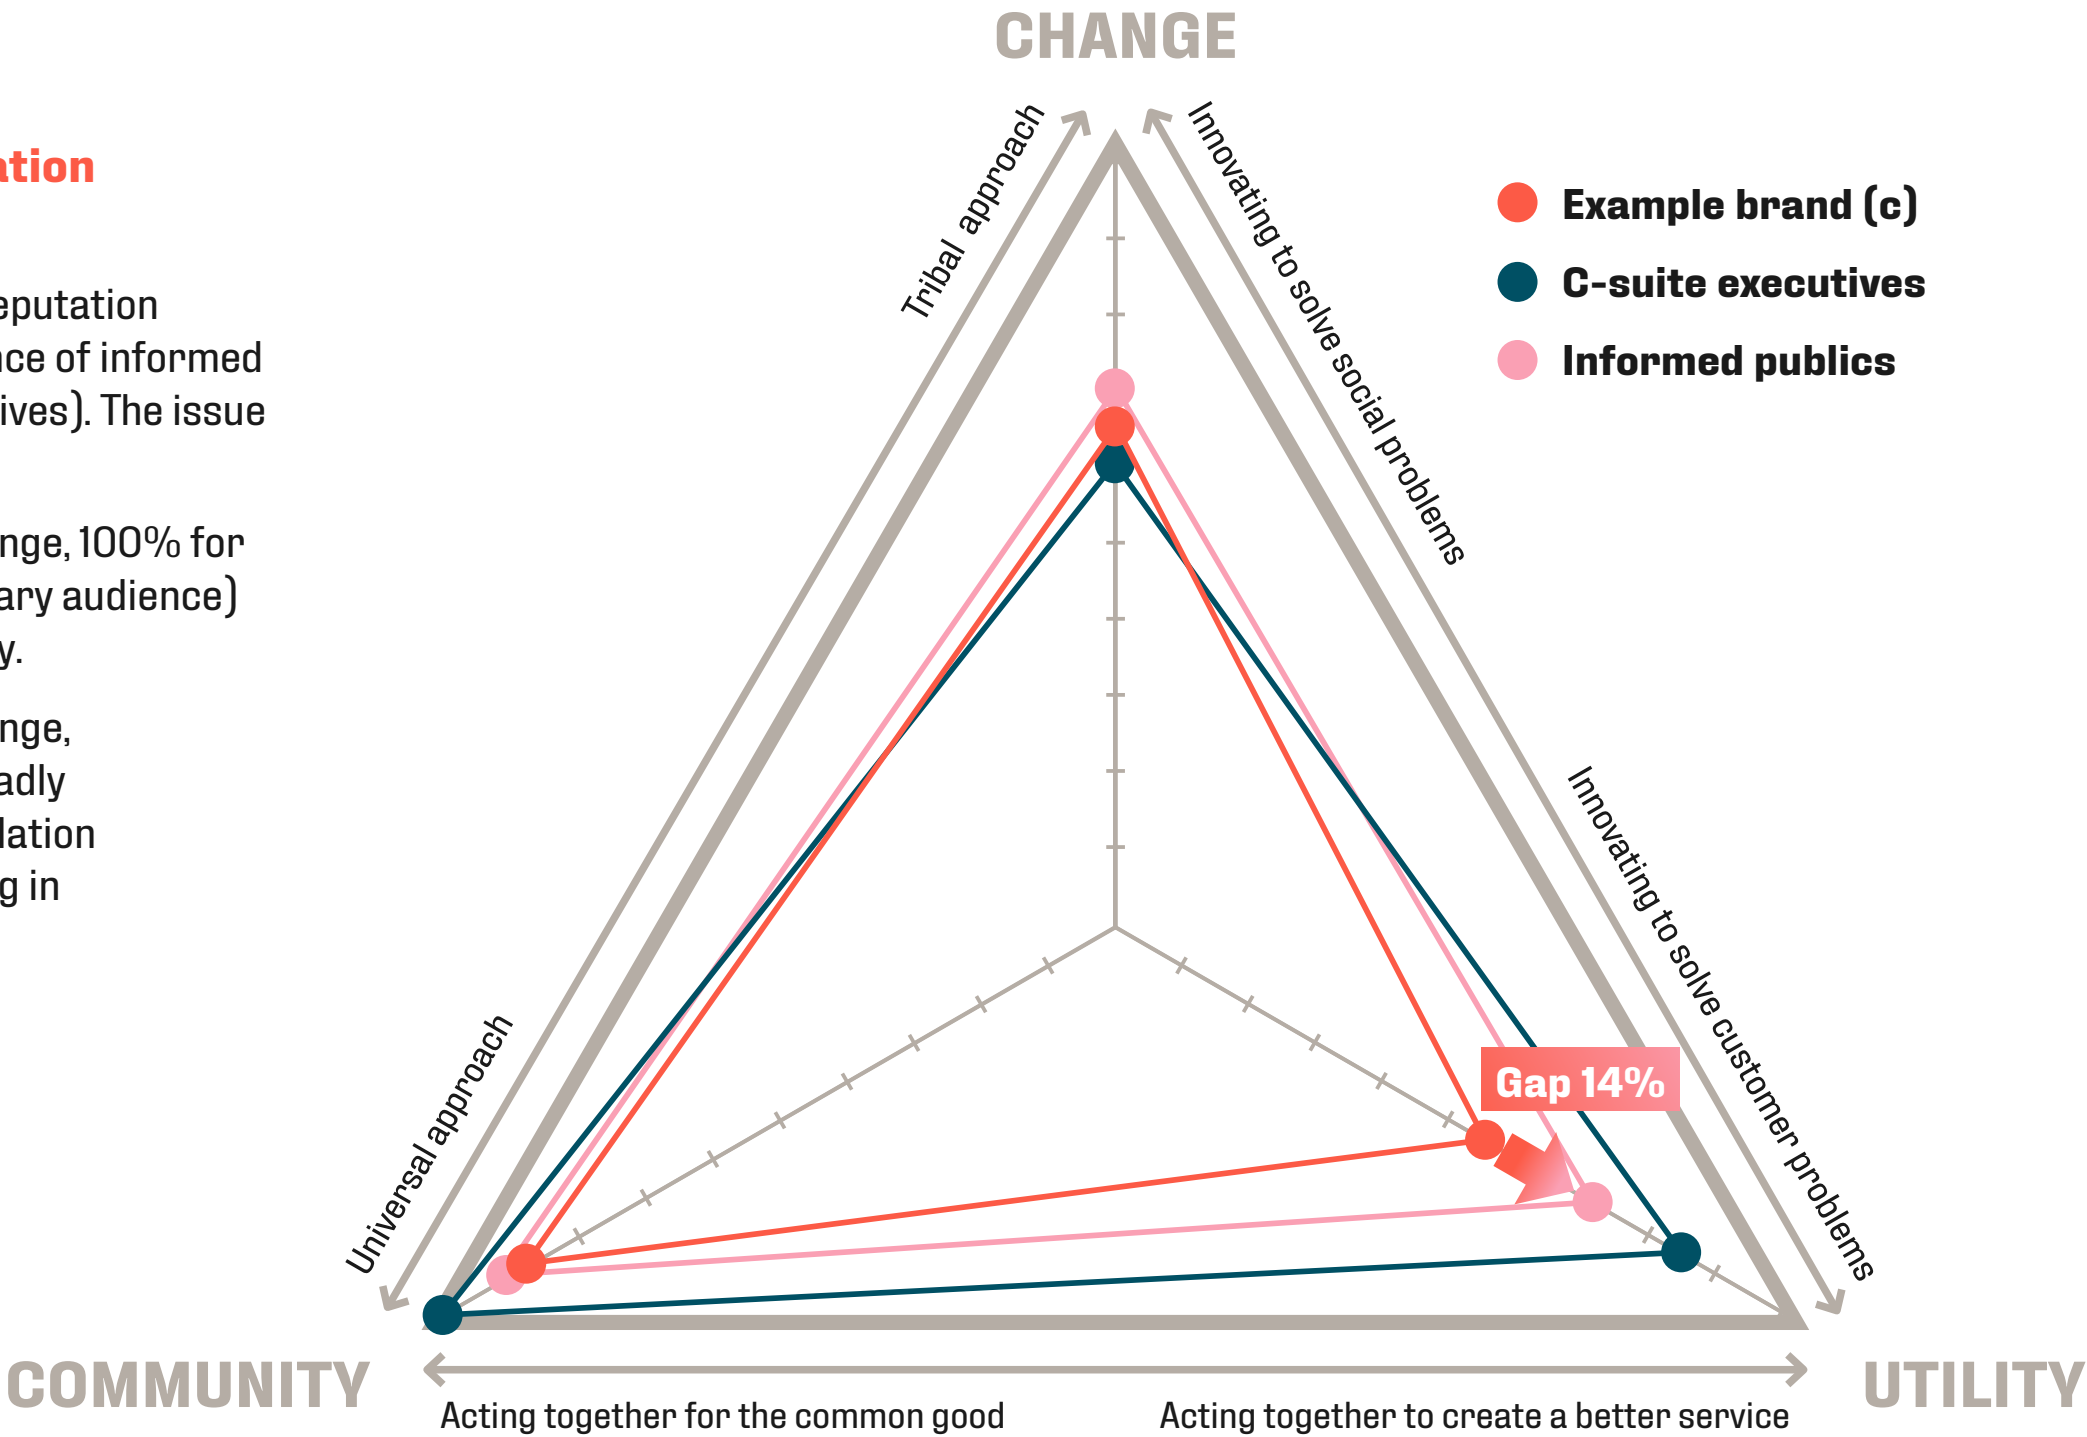 CHANGE
ation
eputation
nce of informed
ives). The issue
nge, 100% for
ary audience)
y.
nge,
adly
lation
g in
Tribal approach
Universal approach
Innovating to solve social problems
Innovating to solve customer problems
Example brand (c)
C-suite executives
Informed publics
Gap 14%
COMMUNITY
UTILITY
Acting together for the common good
Acting together to create a better service